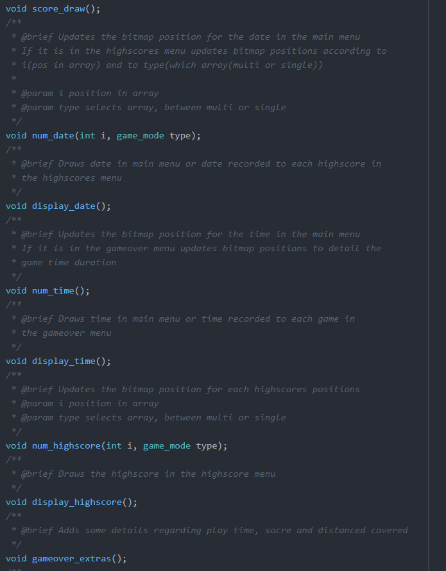 void score_draw();
/**
 * @brief Updates the bitmap position for the date in the main menu
 * If it is in the highscores menu updates bitmap positions according to
 * i(pos in array) and to type(which array(multi or single))
 *
 * @param i position in array
 * @param type selects array, between multi or single
 */
void num_date(int i, game_mode type);
/**
 * @brief Draws date in main menu or date recorded to each highscore in
 * the highscores menu
 */
void display_date();
/**
 * @brief Updates the bitmap position for the time in the main menu
 * If it is in the gameover menu updates bitmap positions to detail the
 * game time duration
 */
void num_time();
/**
 * @brief Draws time in main menu or time recorded to each game in
 * the gameover menu
 */
void display_time();
/**
 * @brief Updates the bitmap position for each highscores positions
 * @param i position in array
 * @param type selects array, between multi or single
 */
void num_highscore(int i, game_mode type);
/**
 * @brief Draws the highscore in the highscore menu
 */
void display_highscore();
/**
 * @brief Adds some details regarding play time, socre and distanced covered
 */
void gameover_extras();
/**